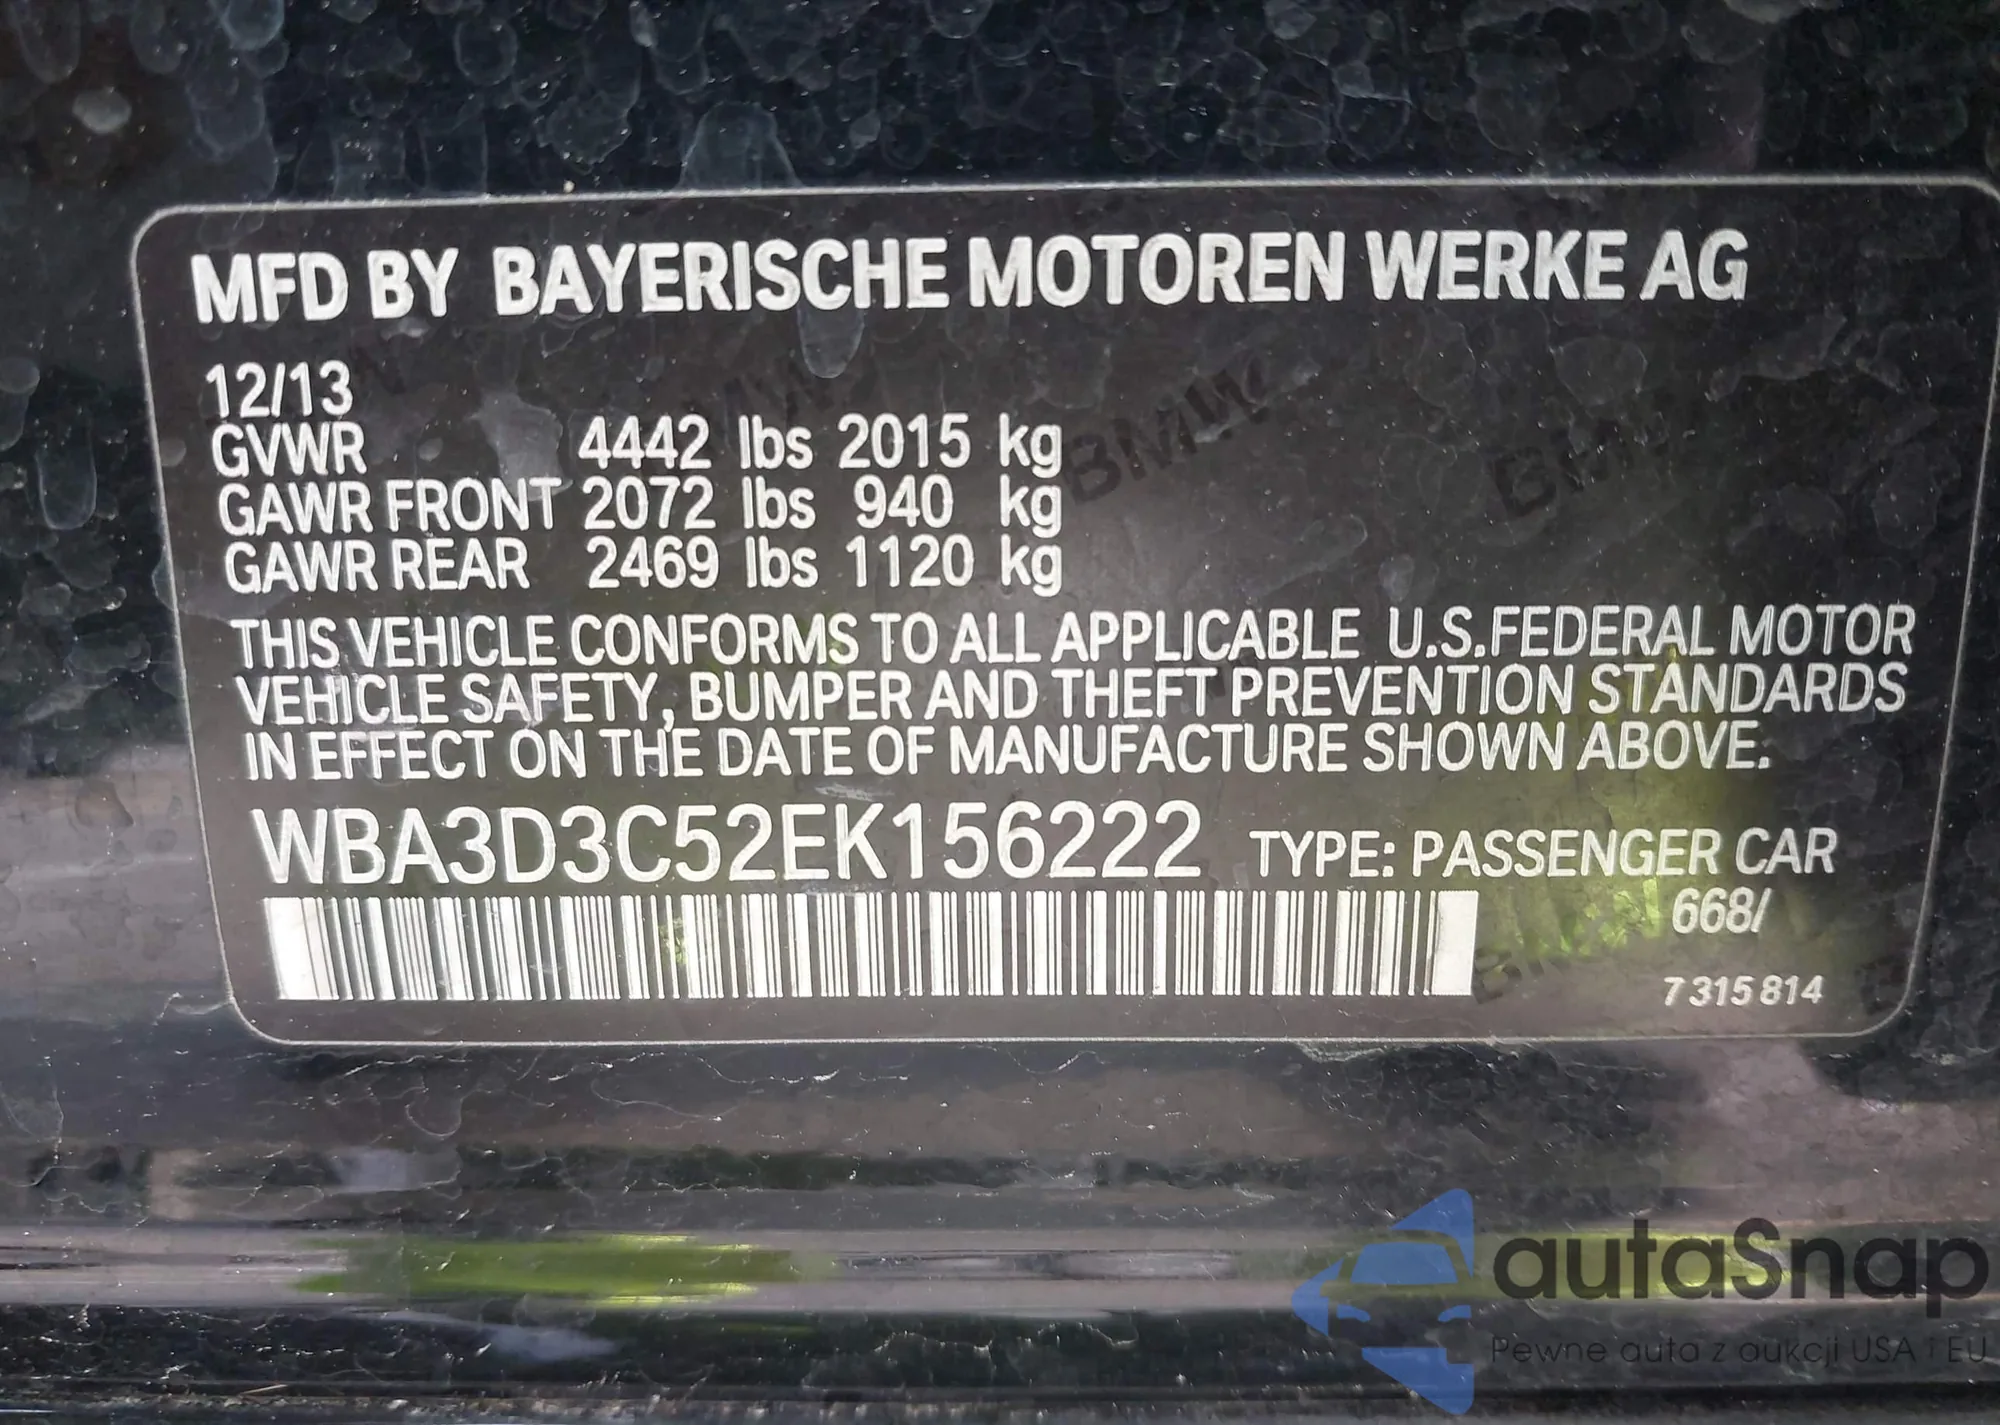 MFD BY BAYERISCHE MOTOREN WERKE AG
12/13
GVWR 4442 lbs 2015 kg
GAWR FRONT 2072 lbs 940 kg
GAWR REAR 2469 lbs 1120 kg
THIS VEHICLE CONFORMS TO ALL APPLICABLE U.S.FEDERAL MOTOR
VEHICLE SAFETY, BUMPER AND THEFT PREVENTION STANDARDS
IN EFFECT ON THE DATE OF MANUFACTURE SHOWN ABOVE.
WBA3D3C52EK156222 TYPE: PASSENGER CAR
668/
7 315 814
BMW
BMW
autaSnap
Pewne auta z aukcji USA i EU